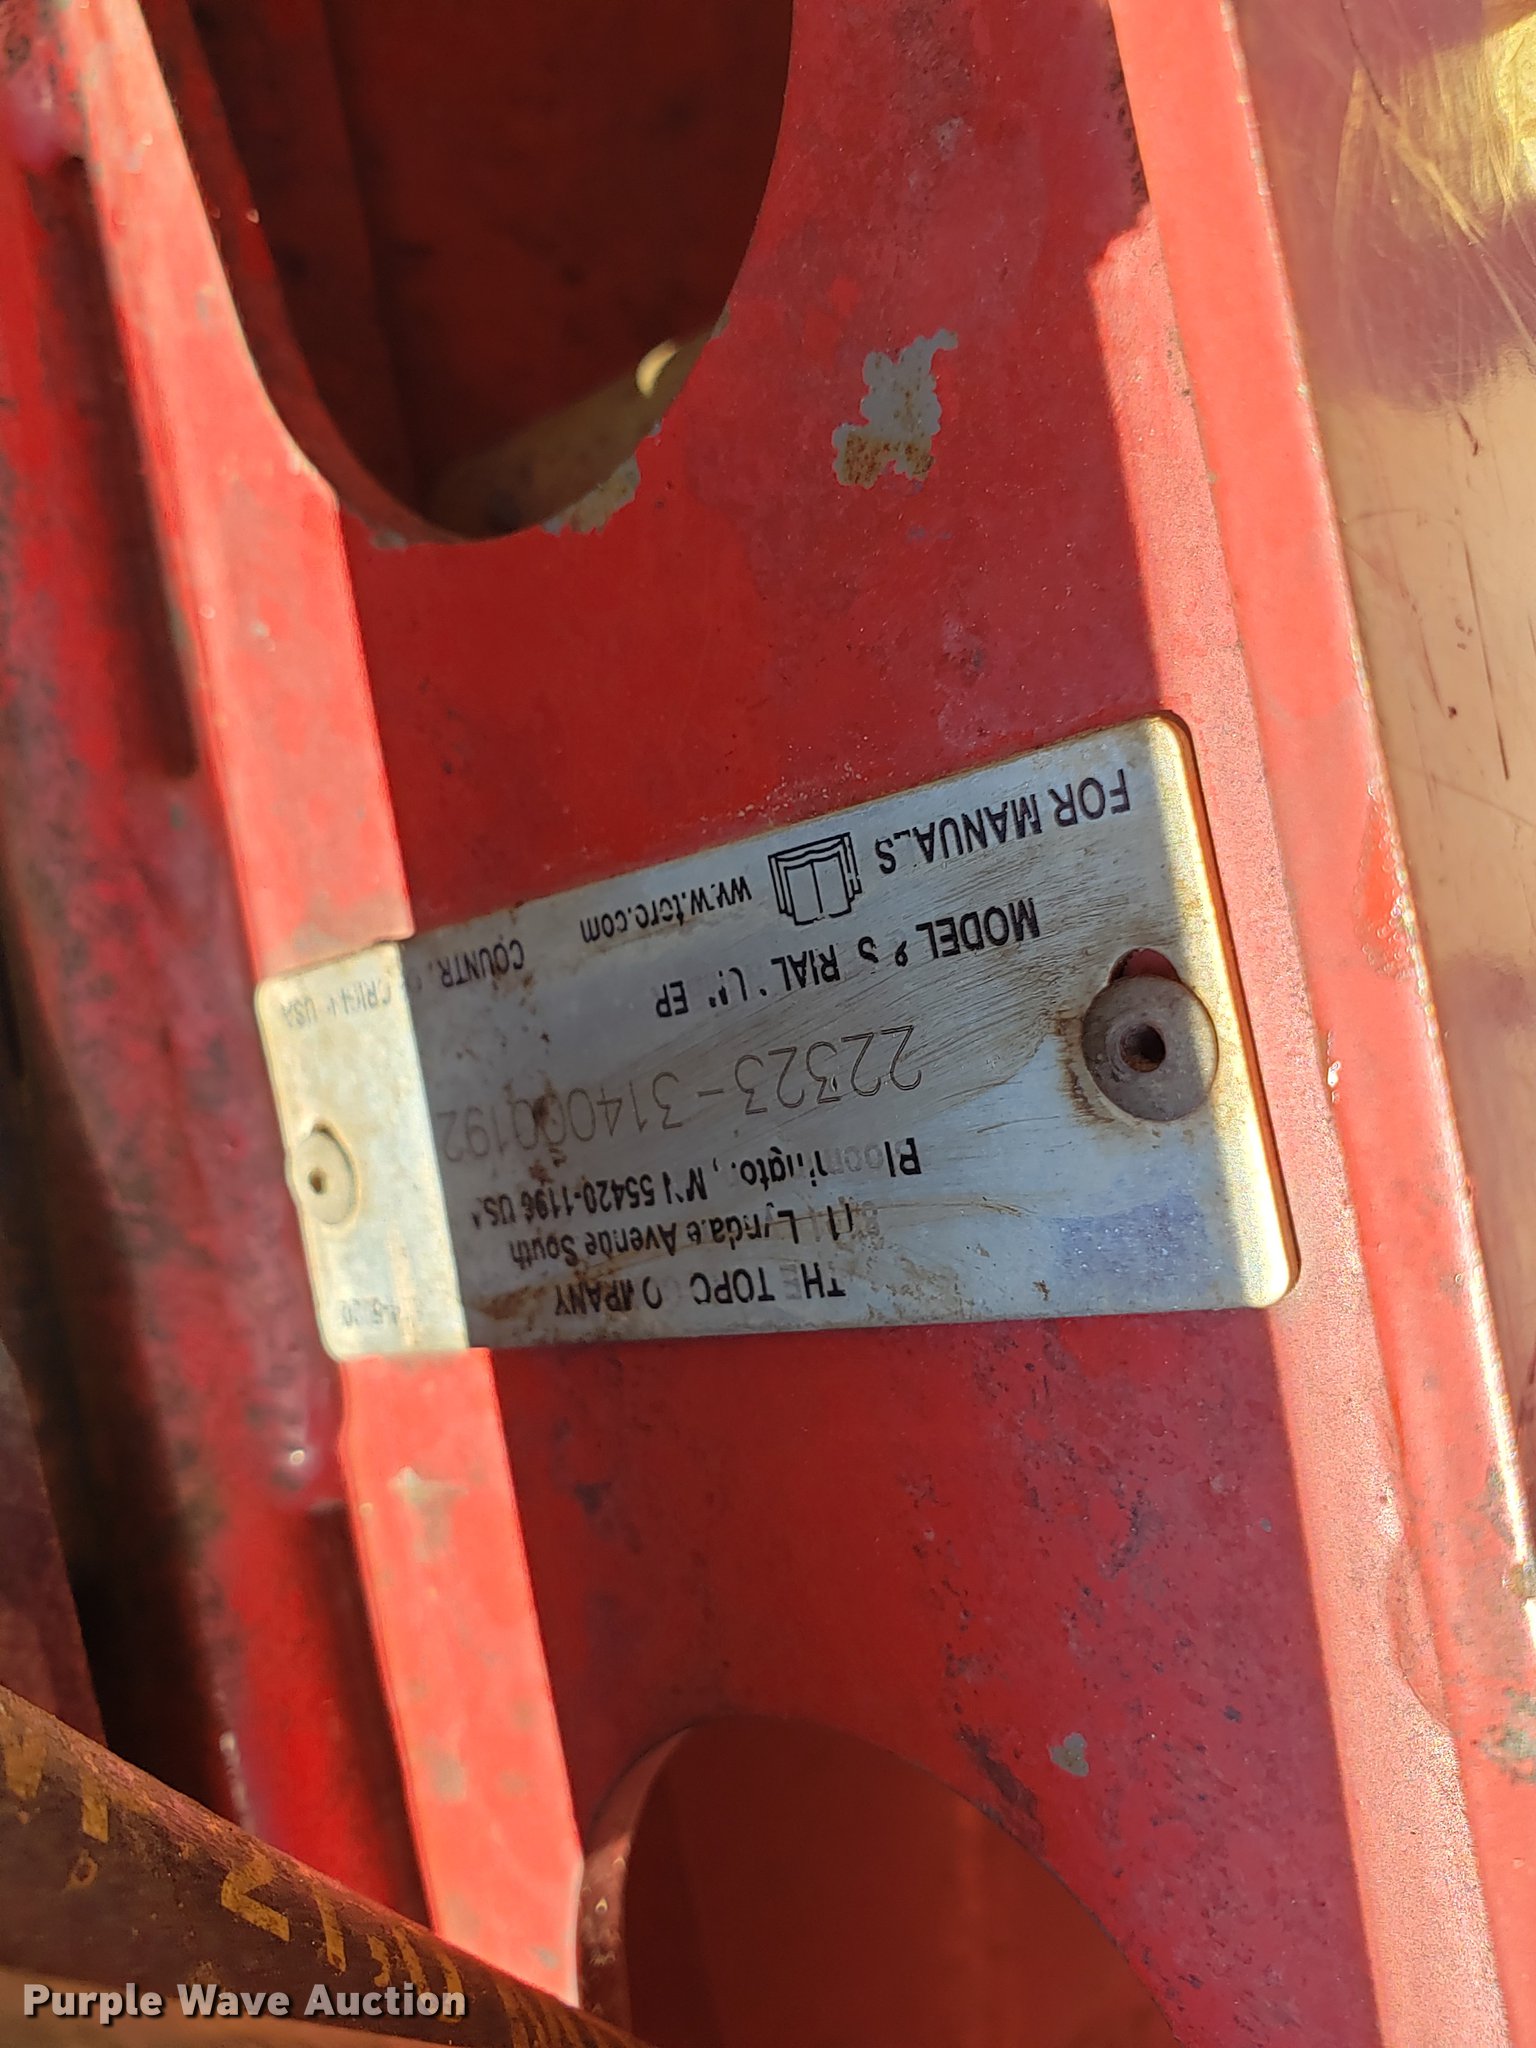 THE TORO COMPANY
8111 Lyndale Avenue South
Bloomington, MN 55420-1196 USA
22323-314000192
MODEL & SERIAL NUMBER
COUNTRY
ORIGIN USA
FOR MANUALS
www.toro.com
Purple Wave Auction